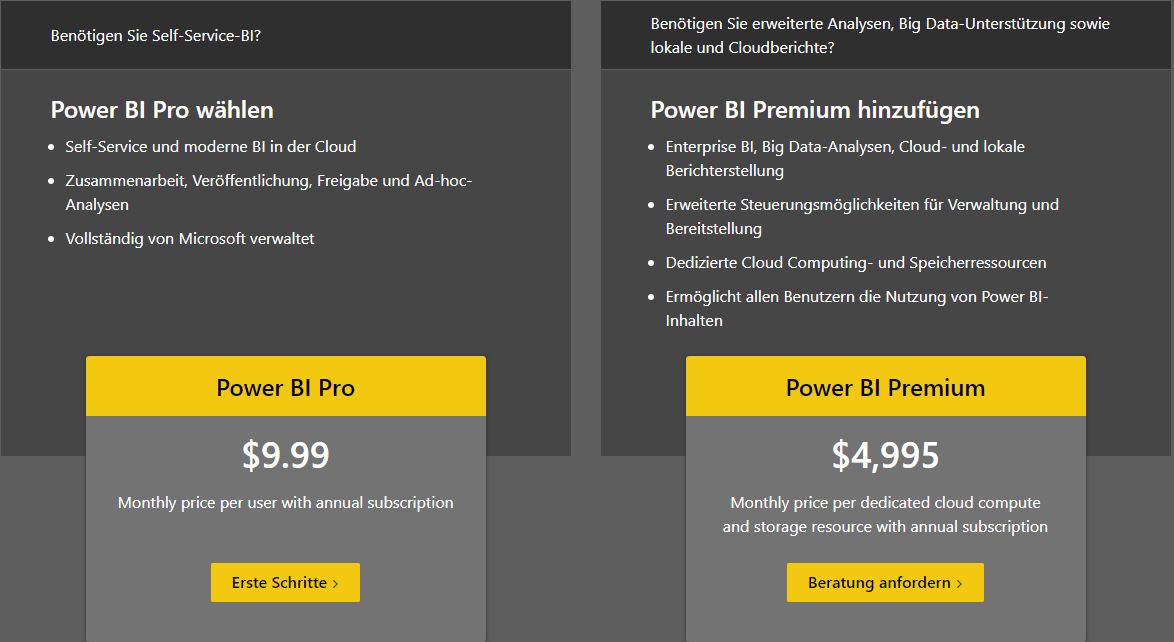 Benötigen Sie Self-Service-BI?
Power BI Pro wählen
• Self-Service und moderne BI in der Cloud
• Zusammenarbeit, Veröffentlichung, Freigabe und Ad-hoc-
Analysen
• Vollständig von Microsoft verwaltet
Power BI Pro
$9.99
Monthly price per user with annual subscription
Erste Schritte >
Benötigen Sie erweiterte Analysen, Big Data-Unterstützung sowie
lokale und Cloudberichte?
Power BI Premium hinzufügen
• Enterprise BI, Big Data-Analysen, Cloud- und lokale
Berichterstellung
• Erweiterte Steuerungsmöglichkeiten für Verwaltung und
Bereitstellung
• Dedizierte Cloud Computing- und Speicherressourcen
• Ermöglicht allen Benutzern die Nutzung von Power BI-
Inhalten
Power BI Premium
$4,995
Monthly price per dedicated cloud compute
and storage resource with annual subscription
Beratung anfordern >